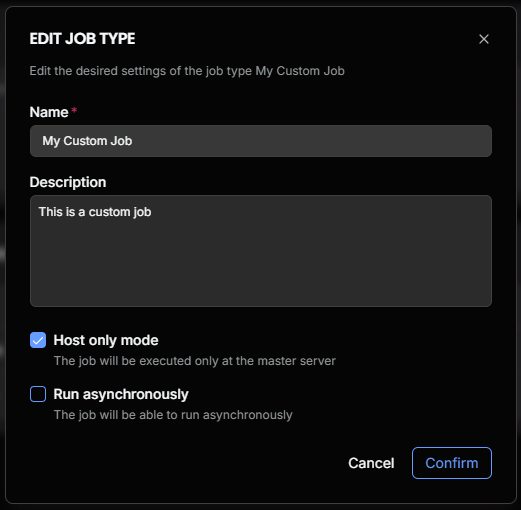 EDIT JOB TYPE
Edit the desired settings of the job type My Custom Job
Name *
My Custom Job
Description
This is a custom job
Host only mode
The job will be executed only at the master server
Run asynchronously
The job will be able to run asynchronously
Cancel
Confirm